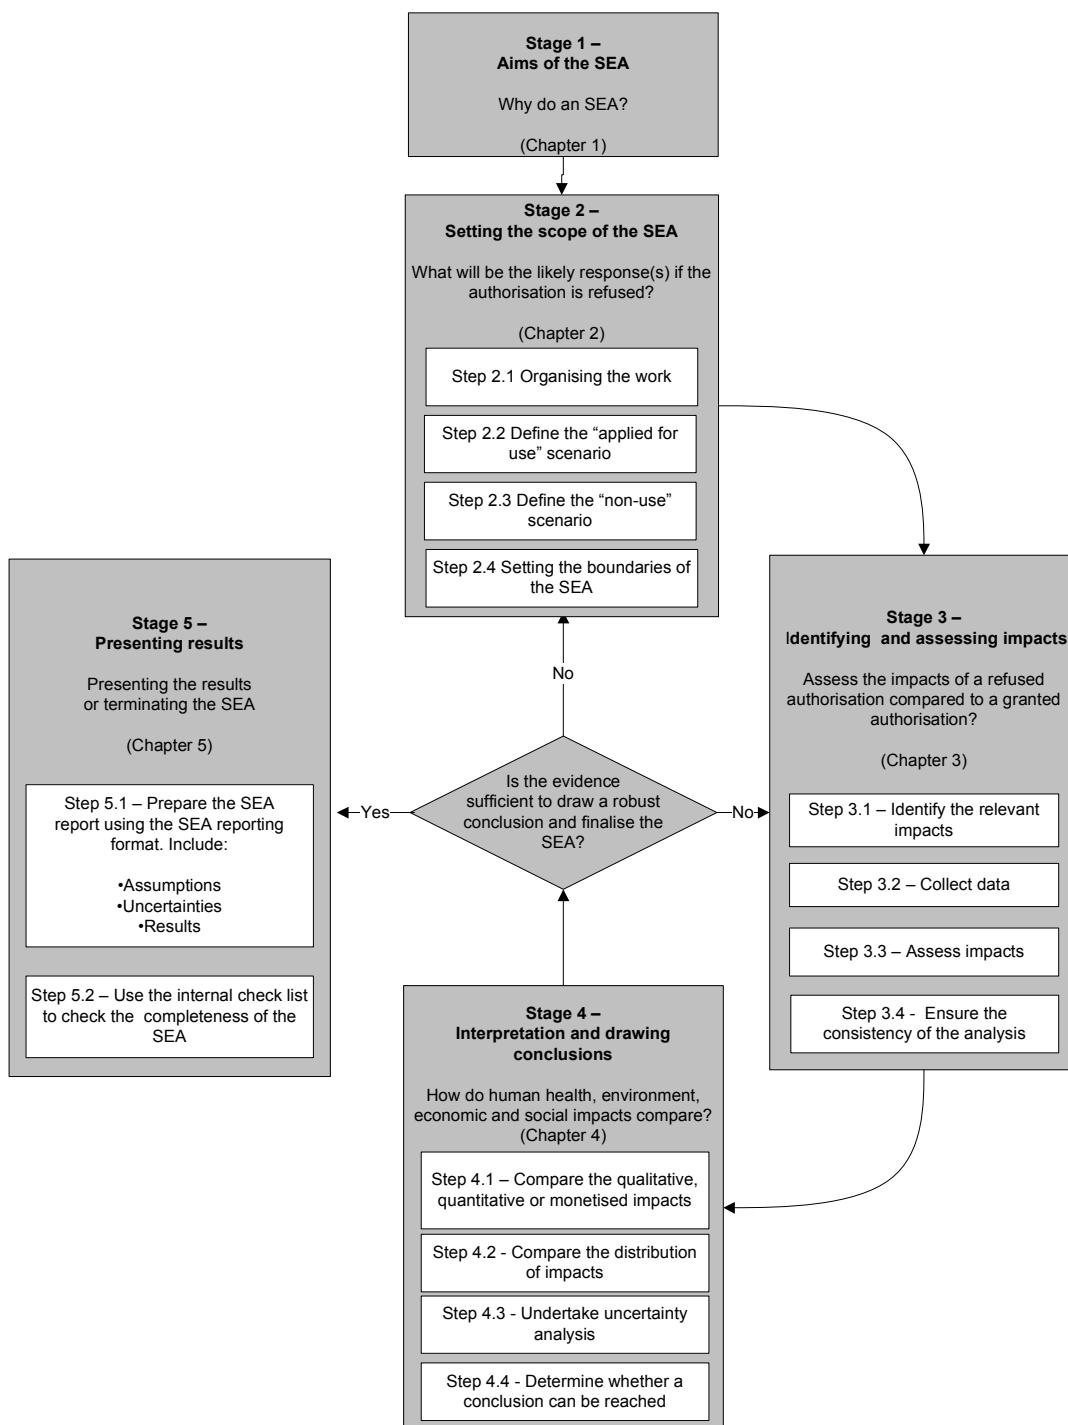 Stage 1 –
Aims of the SEA
Why do an SEA?
(Chapter 1)
Stage 2 –
Setting the scope of the SEA
What will be the likely response(s) if the
authorisation is refused?
(Chapter 2)
Step 2.1 Organising the work
Step 2.2 Define the “applied for
use” scenario
Step 2.3 Define the “non-use”
scenario
Step 2.4 Setting the boundaries of
the SEA
Stage 3 –
Identifying and assessing impacts
Assess the impacts of a refused
authorisation compared to a granted
authorisation?
(Chapter 3)
Step 3.1 – Identify the relevant
impacts
Step 3.2 – Collect data
Step 3.3 – Assess impacts
Step 3.4 - Ensure the
consistency of the analysis
Stage 4 –
Interpretation and drawing
conclusions
How do human health, environment,
economic and social impacts compare?
(Chapter 4)
Step 4.1 – Compare the qualitative,
quantitative or monetised impacts
Step 4.2 - Compare the distribution
of impacts
Step 4.3 - Undertake uncertainty
analysis
Step 4.4 - Determine whether a
conclusion can be reached
Is the evidence
sufficient to draw a robust
conclusion and finalise the
SEA?
No
No
Yes
Stage 5 –
Presenting results
Presenting the results
or terminating the SEA
(Chapter 5)
Step 5.1 – Prepare the SEA
report using the SEA reporting
format. Include:
•Assumptions
•Uncertainties
•Results
Step 5.2 – Use the internal check list
to check the completeness of the
SEA